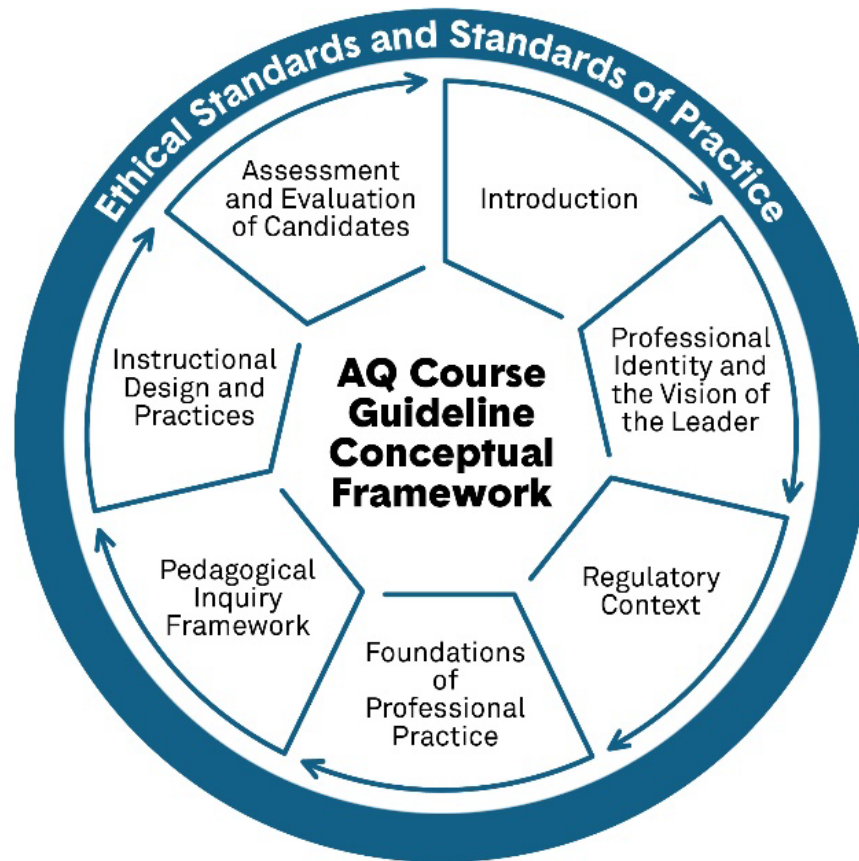 Ethical Standards and Standards of Practice
Introduction
Professional
Identity and
the Vision of
the Leader
Regulatory
Context
Foundations
of
Professional
Practice
Pedagogical
Inquiry
Framework
Instructional
Design and
Practices
Assessment
and Evaluation
of Candidates
AQ Course
Guideline
Conceptual
Framework